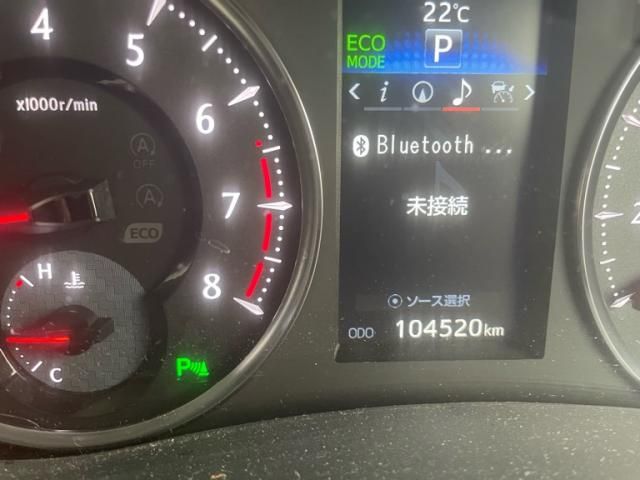 4
5
6
7
8
x1000r/min
A
OFF
A
ECO
H
C
P
22℃
ECO
MODE
P
i
Bluetooth ...
未接続
ソース選択
ODO 104520km
2